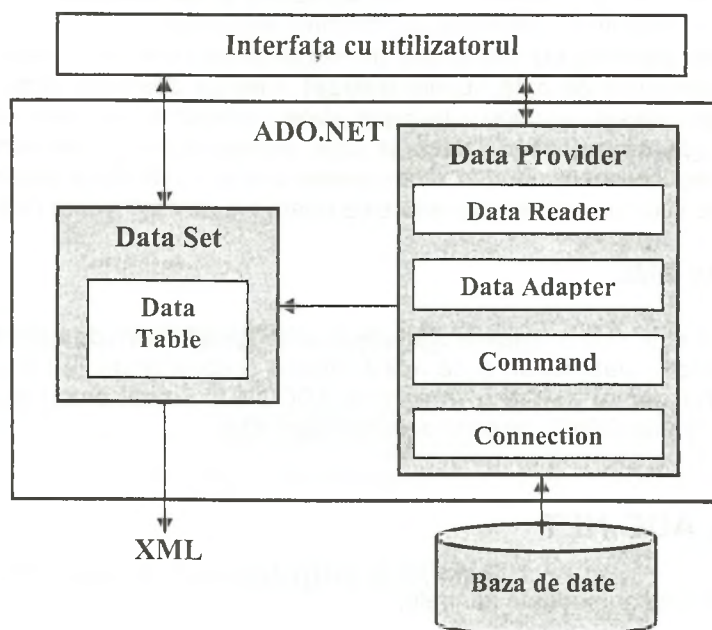 Interfața cu utilizatorul
ADO.NET
Data Provider
Data Reader
Data Adapter
Command
Connection
Data Set
Data
Table
XML
Baza de date